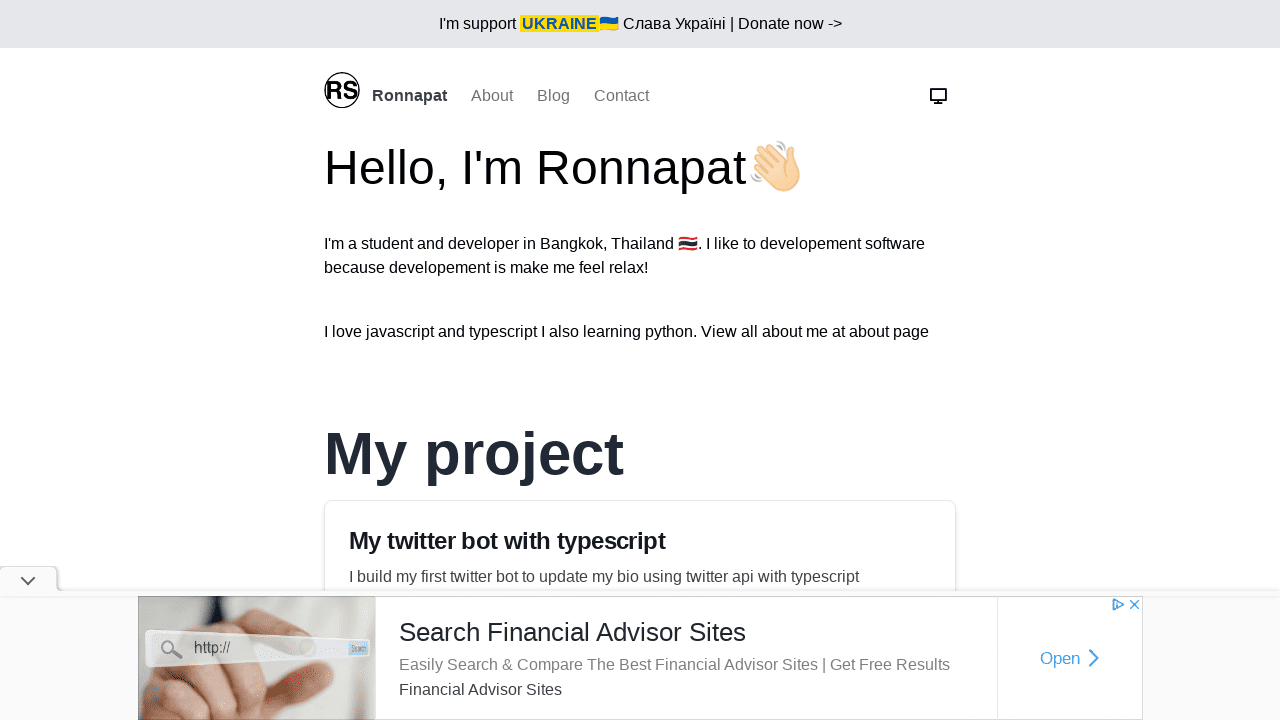 I'm support UKRAINE🇺🇦 Слава Україні | Donate now ->
RS Ronnapat About Blog Contact
Hello, I'm Ronnapat👋🏻
I'm a student and developer in Bangkok, Thailand 🇹🇭. I like to developement software
because developement is make me feel relax!
I love javascript and typescript I also learning python. View all about me at about page
My project
My twitter bot with typescript
I build my first twitter bot to update my bio using twitter api with typescript
http://
Search
Search Financial Advisor Sites
Easily Search & Compare The Best Financial Advisor Sites | Get Free Results
Financial Advisor Sites
Open